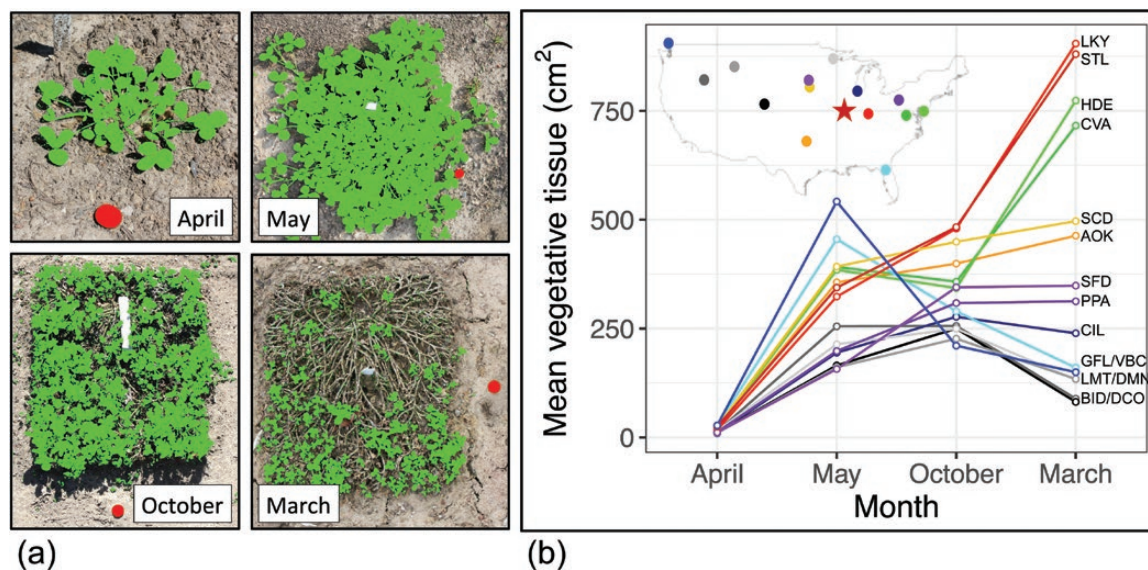 April
May
October
March
(a)
Mean vegetative tissue (cm²)
750
500
250
0
April May October March
Month
LKY
STL
HDE
CVA
SCD
AOK
SFD
PPA
CIL
GFL/VBC
LMT/DMN
BID/DCO
(b)